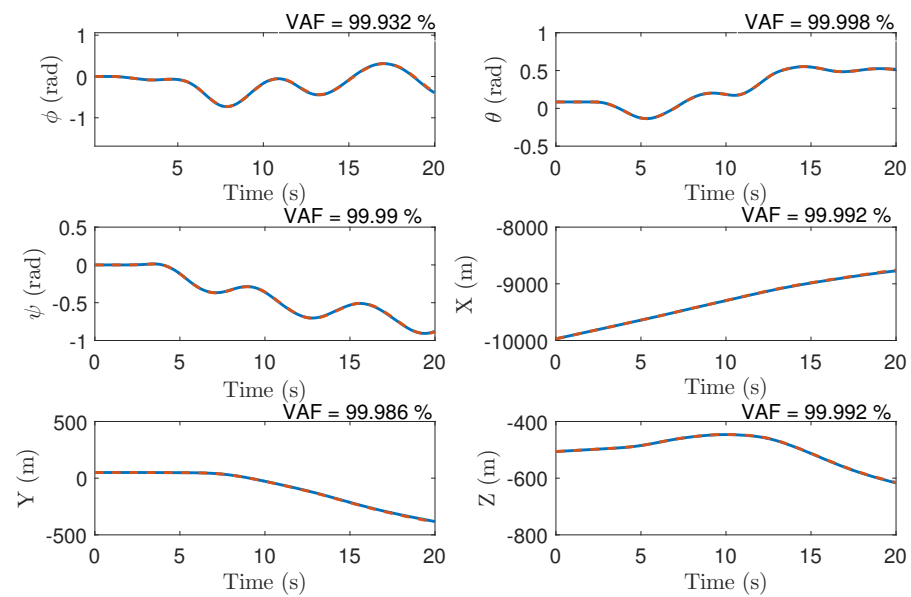 VAF = 99.932 %
1
0
-1
ϕ (rad)
5
10
15
20
Time (s)
VAF = 99.998 %
1
0.5
0
-0.5
θ (rad)
0
5
10
15
20
Time (s)
VAF = 99.99 %
0.5
0
-0.5
-1
ψ (rad)
0
5
10
15
20
Time (s)
VAF = 99.992 %
-8000
-9000
-10000
X (m)
0
5
10
15
20
Time (s)
VAF = 99.986 %
500
0
-500
Y (m)
0
5
10
15
20
Time (s)
VAF = 99.992 %
-400
-600
-800
Z (m)
0
5
10
15
20
Time (s)